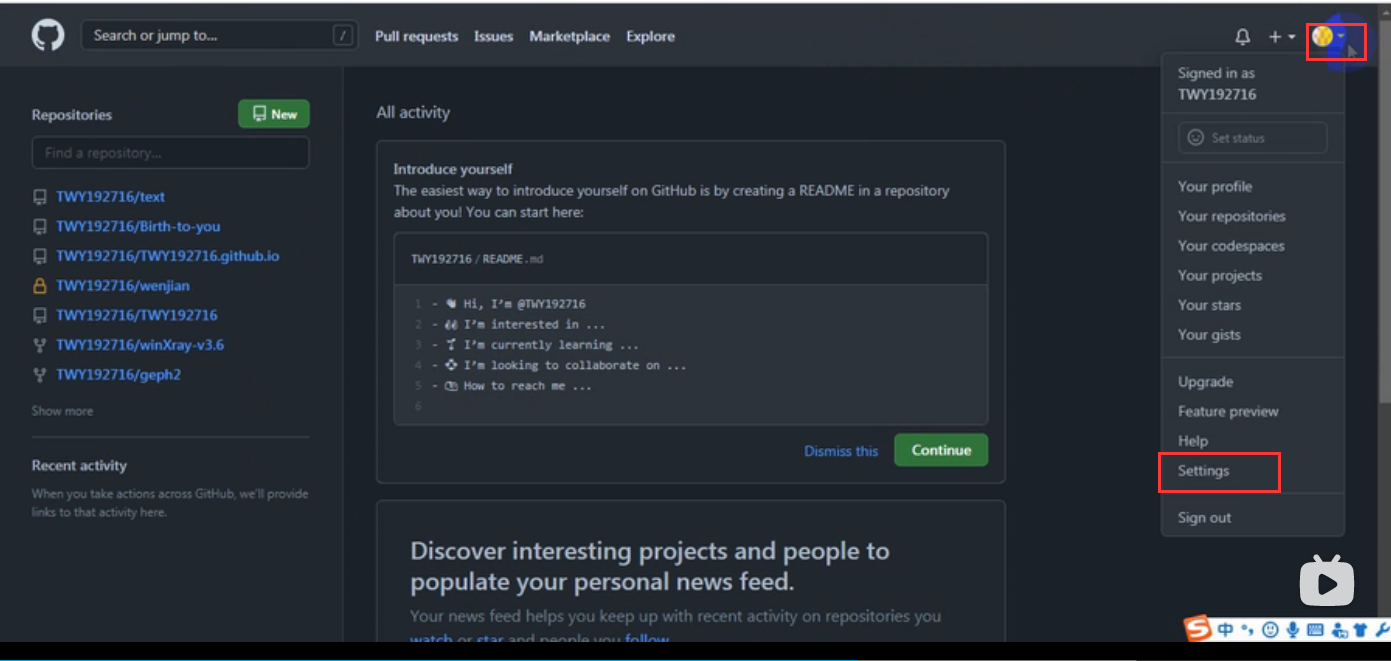 Search or jump to... /
Pull requests Issues Marketplace Explore
Signed in as
TWY192716
Set status
Your profile
Your repositories
Your codespaces
Your projects
Your stars
Your gists
Upgrade
Feature preview
Help
Settings
Sign out
Repositories
New
Find a repository...
TWY192716/text
TWY192716/Birth-to-you
TWY192716/TWY192716.github.io
TWY192716/wenjian
TWY192716/TWY192716
TWY192716/winXray-v3.6
TWY192716/geph2
Show more
Recent activity
When you take actions across GitHub, we'll provide
links to that activity here.
All activity
Introduce yourself
The easiest way to introduce yourself on GitHub is by creating a README in a repository
about you! You can start here:
TWY192716 / README.md
1 - 👋 Hi, I'm @TWY192716
2 - 👀 I'm interested in ...
3 - 🌱 I'm currently learning ...
4 - 💞️ I'm looking to collaborate on ...
5 - 📫 How to reach me ...
6
Dismiss this Continue
Discover interesting projects and people to
populate your personal news feed.
Your news feed helps you keep up with recent activity on repositories you
watch or star and people you follow.
S 中